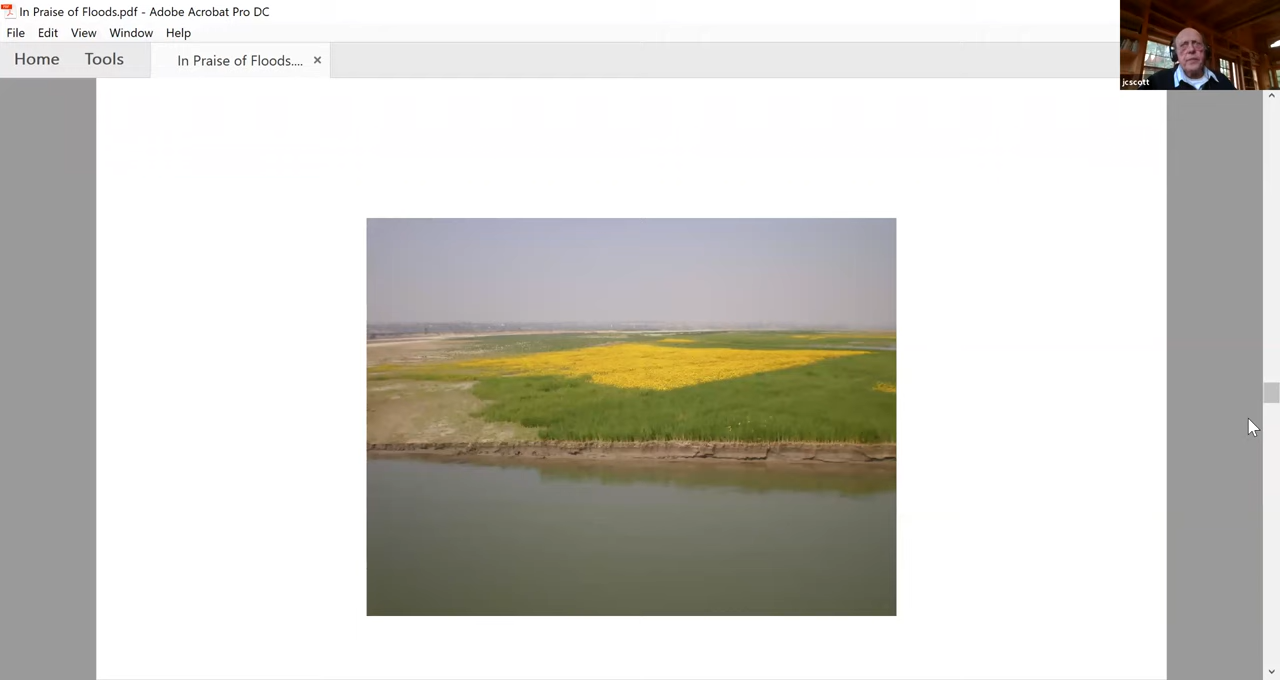 In Praise of Floods.pdf - Adobe Acrobat Pro DC
File Edit View Window Help
Home Tools In Praise of Floods....
jcscott